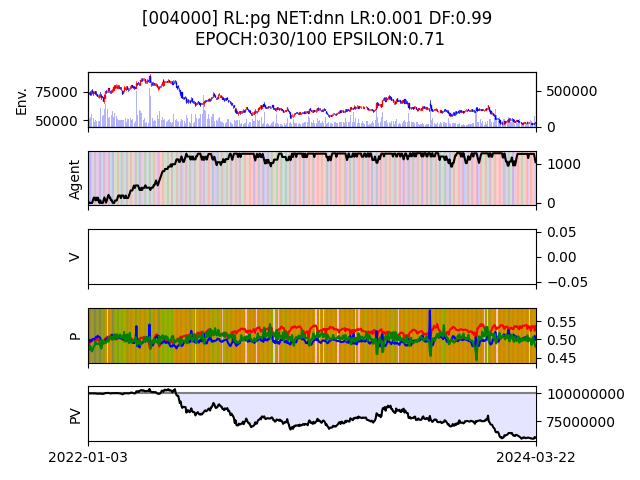 [004000] RL:pg NET:dnn LR:0.001 DF:0.99
EPOCH:030/100 EPSILON:0.71
Env.
75000
50000
500000
0
Agent
1000
0
V
0.05
0.00
−0.05
P
0.55
0.50
0.45
PV
100000000
75000000
2022-01-03
2024-03-22